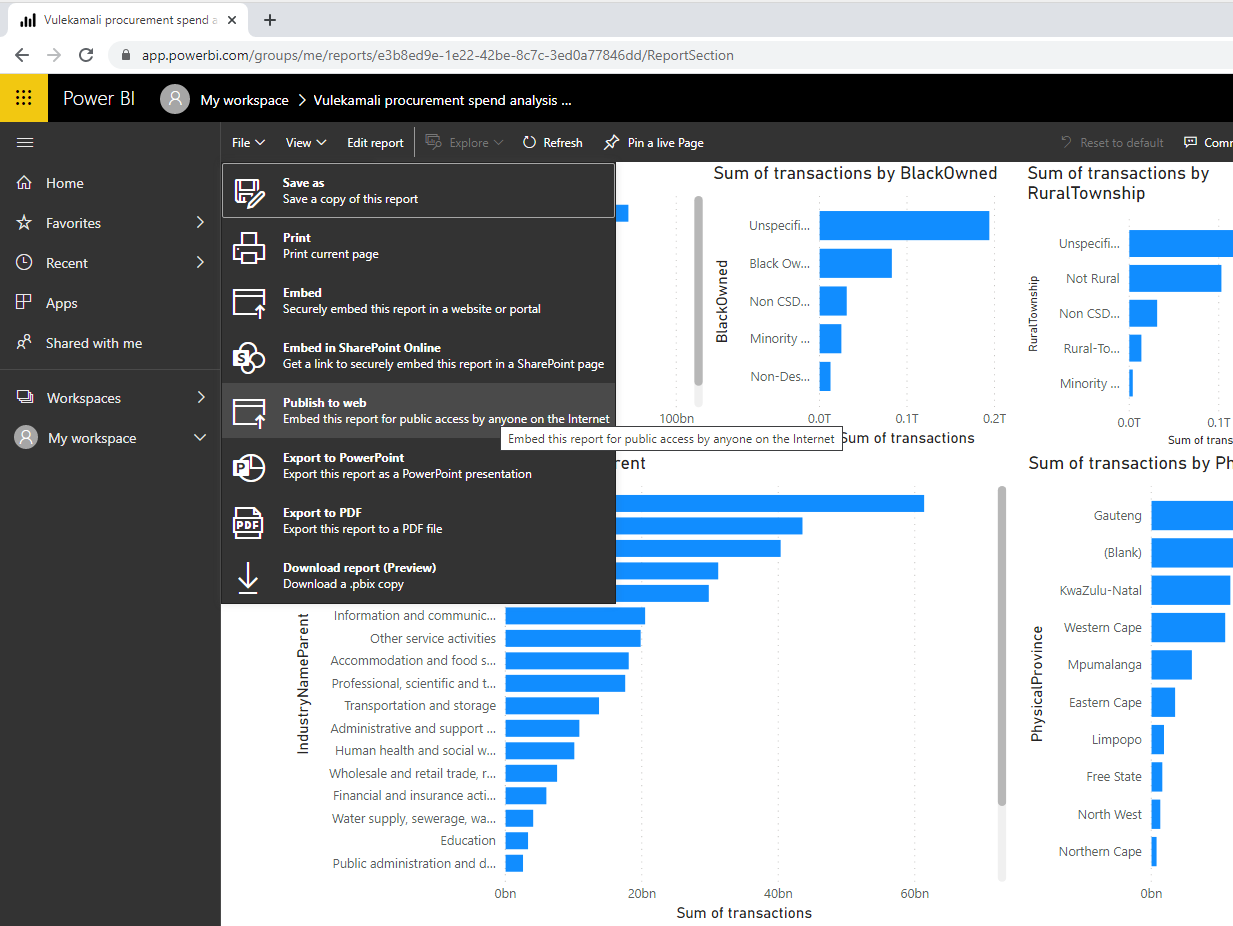 Vulekamali procurement spend a
app.powerbi.com/groups/me/reports/e3b8ed9e-1e22-42be-8c7c-3ed0a77846dd/ReportSection
Power BI
My workspace > Vulekamali procurement spend analysis ...
File
View
Edit report
Explore
Refresh
Pin a live Page
Reset to default
Comm
Home
Favorites
Recent
Apps
Shared with me
Workspaces
My workspace
Save as
Save a copy of this report
Print
Print current page
Embed
Securely embed this report in a website or portal
Embed in SharePoint Online
Get a link to securely embed this report in a SharePoint page
Publish to web
Embed this report for public access by anyone on the Internet
Embed this report for public access by anyone on the Internet
Export to PowerPoint
Export this report as a PowerPoint presentation
Export to PDF
Export this report to a PDF file
Download report (Preview)
Download a .pbix copy
100bn
Sum of transactions by BlackOwned
BlackOwned
Unspecifi...
Black Ow...
Non CSD...
Minority ...
Non-Des...
0.0T
0.1T
0.2T
Sum of transactions
Sum of transactions by
RuralTownship
RuralTownship
Unspecifi...
Not Rural
Non CSD...
Rural-To...
Minority ...
0.0T
0.1T
Sum of trans
rent
IndustryNameParent
Information and communic...
Other service activities
Accommodation and food s...
Professional, scientific and t...
Transportation and storage
Administrative and support ...
Human health and social w...
Wholesale and retail trade, r...
Financial and insurance acti...
Water supply, sewerage, wa...
Education
Public administration and d...
0bn
20bn
40bn
60bn
Sum of transactions
Sum of transactions by Ph
PhysicalProvince
Gauteng
(Blank)
KwaZulu-Natal
Western Cape
Mpumalanga
Eastern Cape
Limpopo
Free State
North West
Northern Cape
0bn